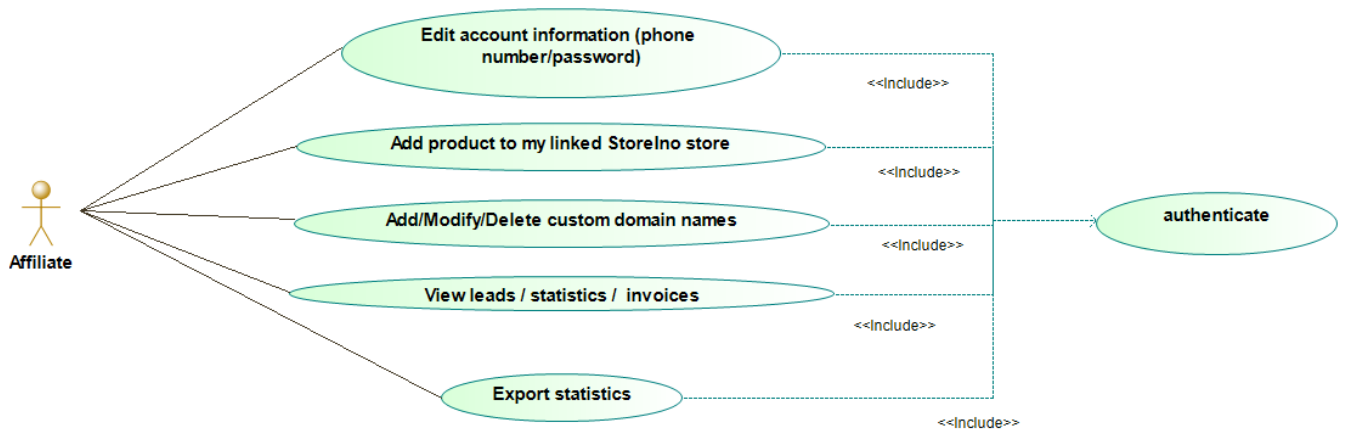 Edit account information (phone
number/password)
<<Include>>
Add product to my linked StoreIno store
<<Include>>
authenticate
Add/Modify/Delete custom domain names
<<Include>>
Affiliate
View leads / statistics /  invoices
<<Include>>
Export statistics
<<Include>>